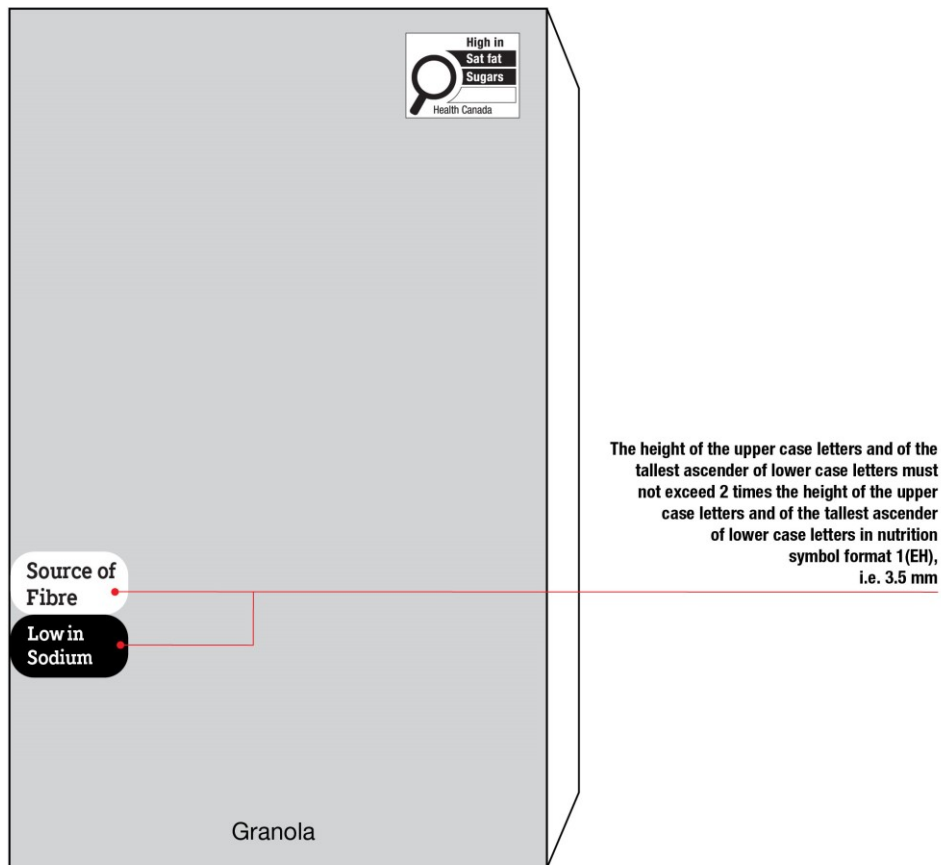 High in
Sat fat
Sugars
Health Canada
The height of the upper case letters and of the
tallest ascender of lower case letters must
not exceed 2 times the height of the upper
case letters and of the tallest ascender
of lower case letters in nutrition
symbol format 1(EH),
i.e. 3.5 mm
Source of
Fibre
Low in
Sodium
Granola